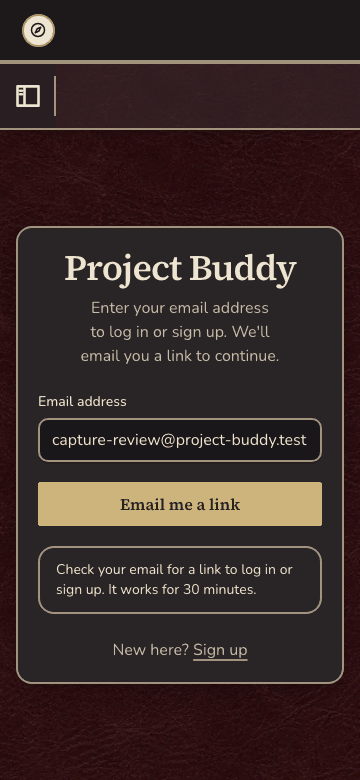 Project Buddy
Enter your email address
to log in or sign up. We'll
email you a link to continue.
Email address
capture-review@project-buddy.test
Email me a link
Check your email for a link to log in or
sign up. It works for 30 minutes.
New here? Sign up